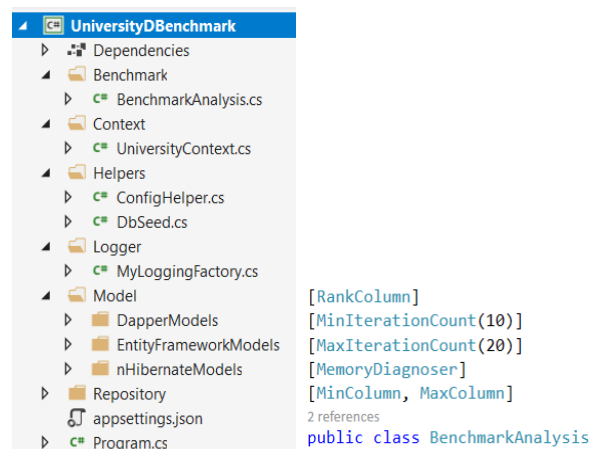 C# UniversityDBenchmark
Dependencies
Benchmark
C# BenchmarkAnalysis.cs
Context
C# UniversityContext.cs
Helpers
C# ConfigHelper.cs
C# DbSeed.cs
Logger
C# MyLoggingFactory.cs
Model
DapperModels
EntityFrameworkModels
nHibernateModels
Repository
appsettings.json
C# Program.cs
[RankColumn]
[MinIterationCount(10)]
[MaxIterationCount(20)]
[MemoryDiagnoser]
[MinColumn, MaxColumn]
2 references
public class BenchmarkAnalysis